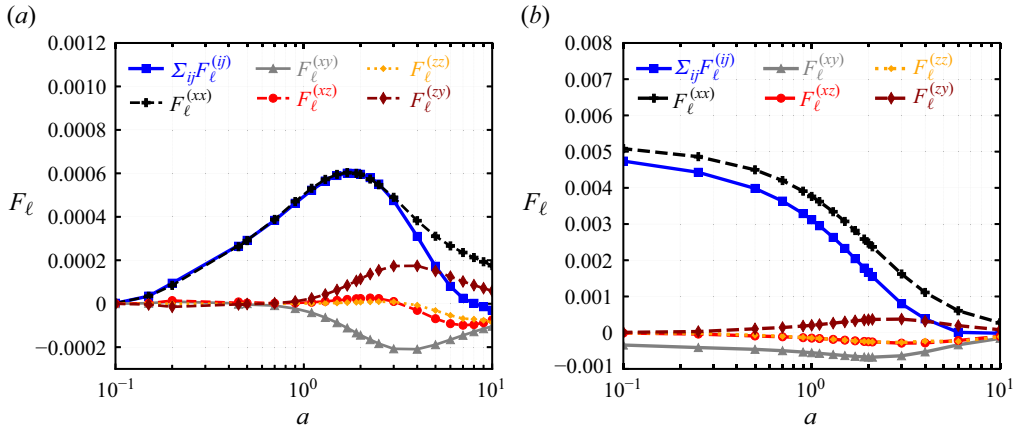 (a)
0.0012
0.0010
0.0008
0.0006
0.0004
0.0002
0
−0.0002
F_ℓ
Σ_ij F_ℓ^(ij)
F_ℓ^(xy)
F_ℓ^(zz)
F_ℓ^(xx)
F_ℓ^(xz)
F_ℓ^(zy)
10^−1
10^0
10^1
a
(b)
0.008
0.007
0.006
0.005
0.004
0.003
0.002
0.001
0
−0.001
F_ℓ
Σ_ij F_ℓ^(ij)
F_ℓ^(xy)
F_ℓ^(zz)
F_ℓ^(xx)
F_ℓ^(xz)
F_ℓ^(zy)
10^−1
10^0
10^1
a